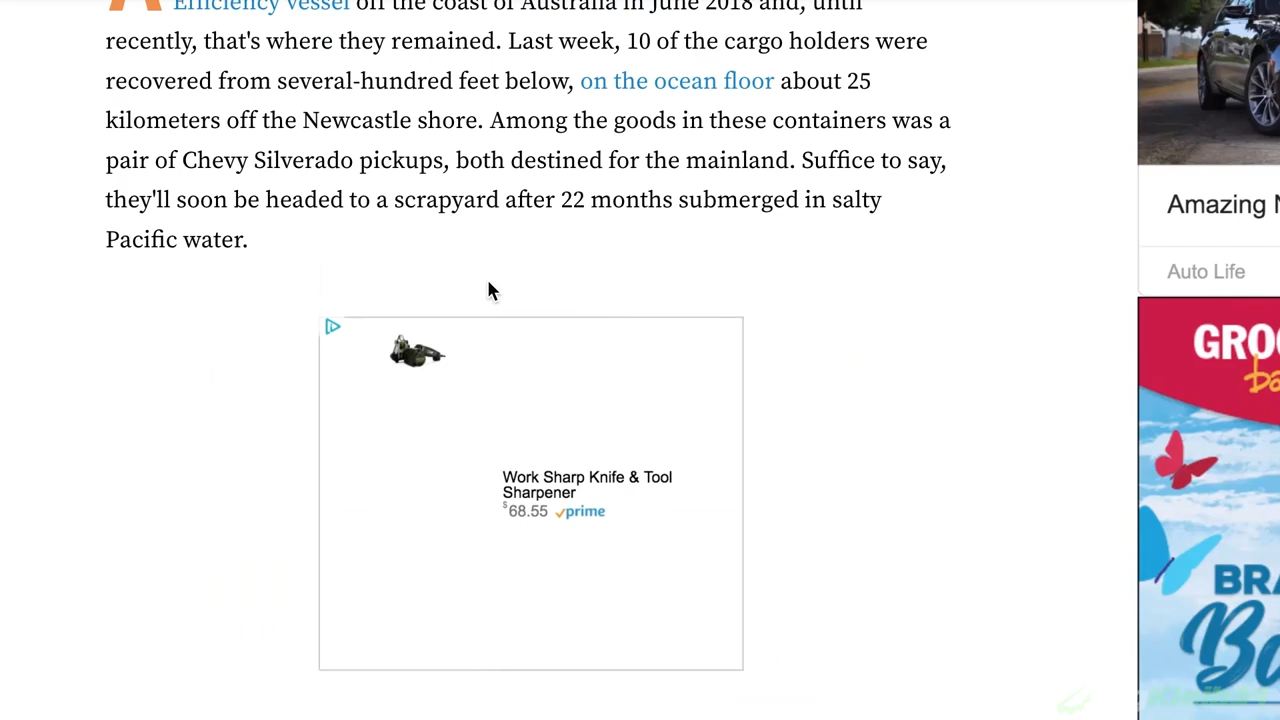 Efficiency vessel off the coast of Australia in June 2018 and, until
recently, that's where they remained. Last week, 10 of the cargo holders were
recovered from several-hundred feet below, on the ocean floor about 25
kilometers off the Newcastle shore. Among the goods in these containers was a
pair of Chevy Silverado pickups, both destined for the mainland. Suffice to say,
they'll soon be headed to a scrapyard after 22 months submerged in salty
Pacific water.
Work Sharp Knife & Tool
Sharpener
$68.55 prime
Amazing
Auto Life
GRO
ba
BRA
Ba